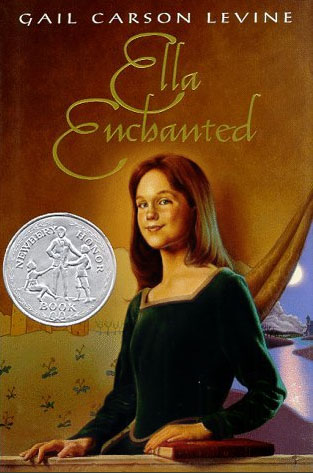 GAIL CARSON LEVINE
Ella
Enchanted
NEWBERY HONOR
BOOK